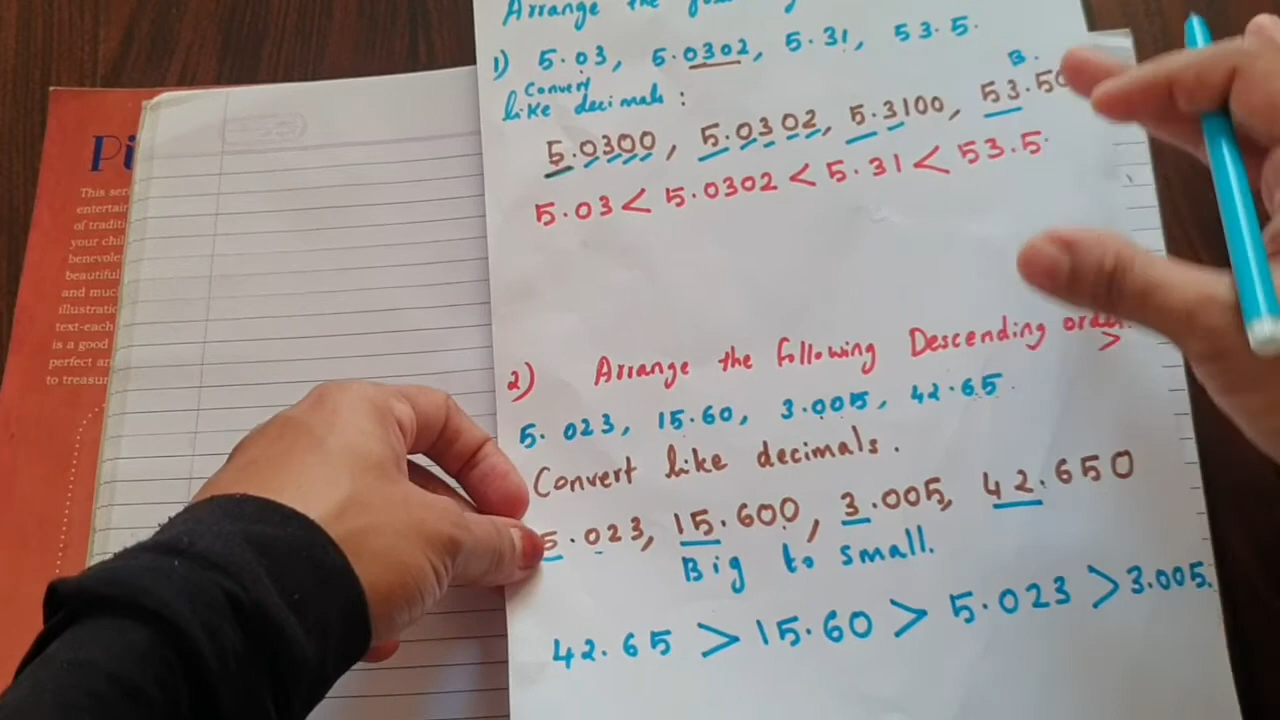 Arrange the
1) 5.03, 5.0302, 5.31, 53.5.
Convert
like decimals :
B.
5.0300, 5.0302, 5.3100, 53.50
5.03 < 5.0302 < 5.31 < 53.5.
2) Arrange the following Descending order.
>
5.023, 15.60, 3.005, 42.65.
Convert like decimals.
5.023, 15.600, 3.005, 42.650
Big to small.
42.65 > 15.60 > 5.023 > 3.005.
Pi
This ser
entertain
of traditi
your chil
benevole
beautiful
and muc
illustratio
text-each
is a good
perfect an
to treasur